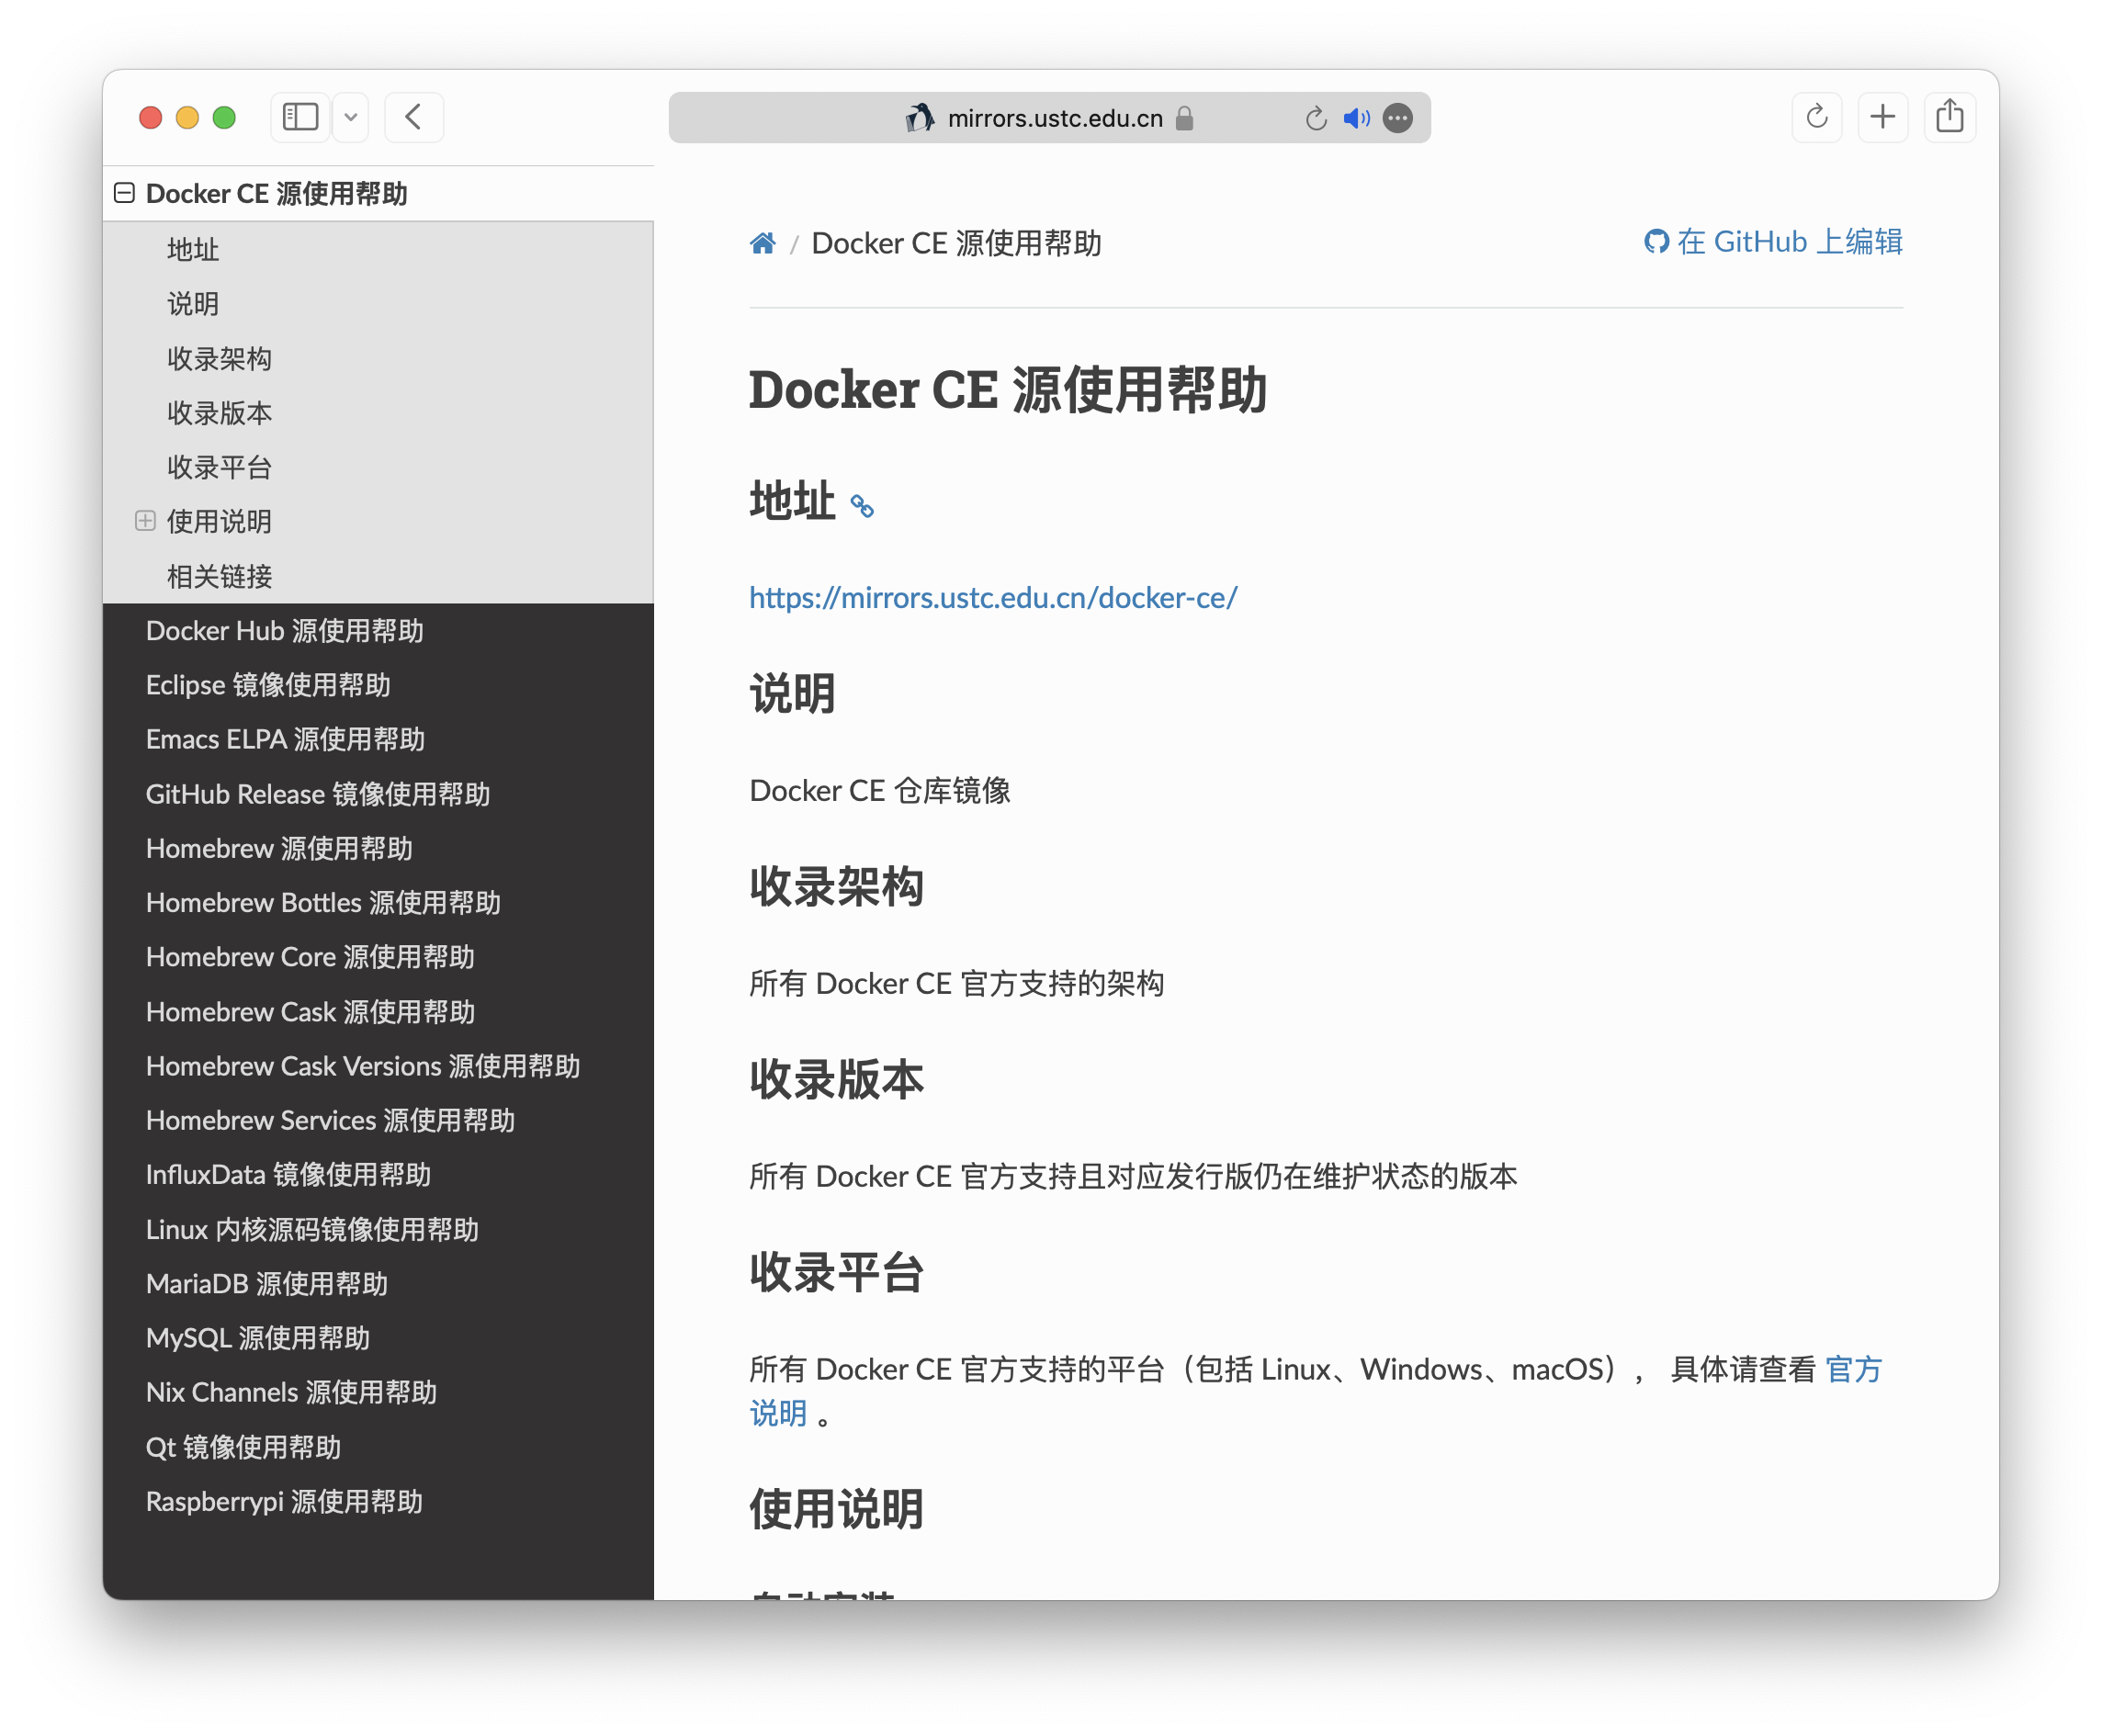 mirrors.ustc.edu.cn
Docker CE 源使用帮助
地址
说明
收录架构
收录版本
收录平台
使用说明
相关链接
Docker Hub 源使用帮助
Eclipse 镜像使用帮助
Emacs ELPA 源使用帮助
GitHub Release 镜像使用帮助
Homebrew 源使用帮助
Homebrew Bottles 源使用帮助
Homebrew Core 源使用帮助
Homebrew Cask 源使用帮助
Homebrew Cask Versions 源使用帮助
Homebrew Services 源使用帮助
InfluxData 镜像使用帮助
Linux 内核源码镜像使用帮助
MariaDB 源使用帮助
MySQL 源使用帮助
Nix Channels 源使用帮助
Qt 镜像使用帮助
Raspberrypi 源使用帮助
/ Docker CE 源使用帮助
在 GitHub 上编辑
Docker CE 源使用帮助
地址
https://mirrors.ustc.edu.cn/docker-ce/
说明
Docker CE 仓库镜像
收录架构
所有 Docker CE 官方支持的架构
收录版本
所有 Docker CE 官方支持且对应发行版仍在维护状态的版本
收录平台
所有 Docker CE 官方支持的平台（包括 Linux、Windows、macOS）， 具体请查看 官方
说明 。
使用说明